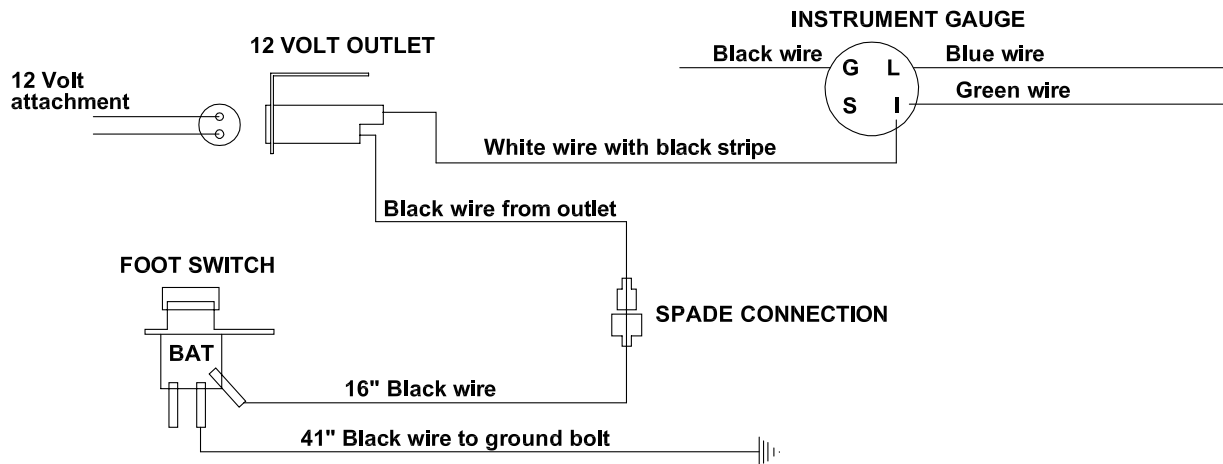 INSTRUMENT GAUGE
12 VOLT OUTLET
Black wire
G L
Blue wire
12 Volt
attachment
S I
Green wire
White wire with black stripe
Black wire from outlet
FOOT SWITCH
SPADE CONNECTION
BAT
16" Black wire
41" Black wire to ground bolt